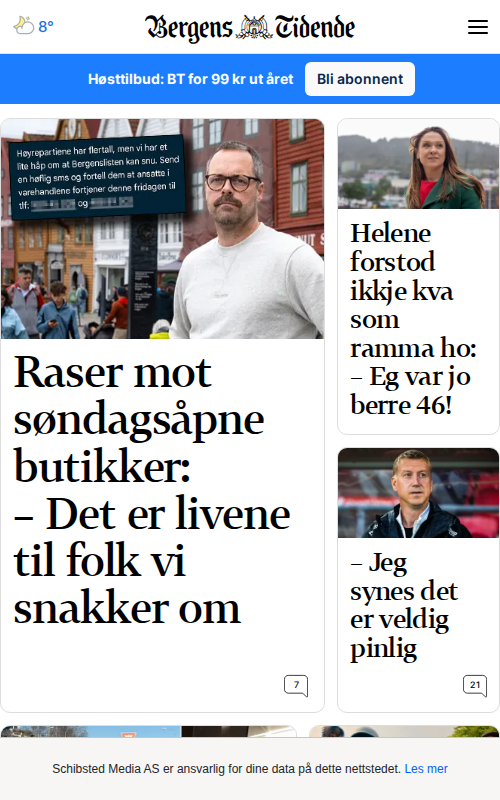 8°
Bergens Tidende
Høsttilbud: BT for 99 kr ut året
Bli abonnent
Høyrepartiene har flertall, men vi har et
lite håp om at Bergenslisten kan snu. Send
en høflig sms og fortell dem at ansatte i
varehandlene fortjener denne fridagen til
tlf: og
Raser mot
søndagsåpne
butikker:
– Det er livene
til folk vi
snakker om
7
Helene
forstod
ikkje kva
som
ramma ho:
– Eg var jo
berre 46!
– Jeg
synes det
er veldig
pinlig
21
Schibsted Media AS er ansvarlig for dine data på dette nettstedet. Les mer